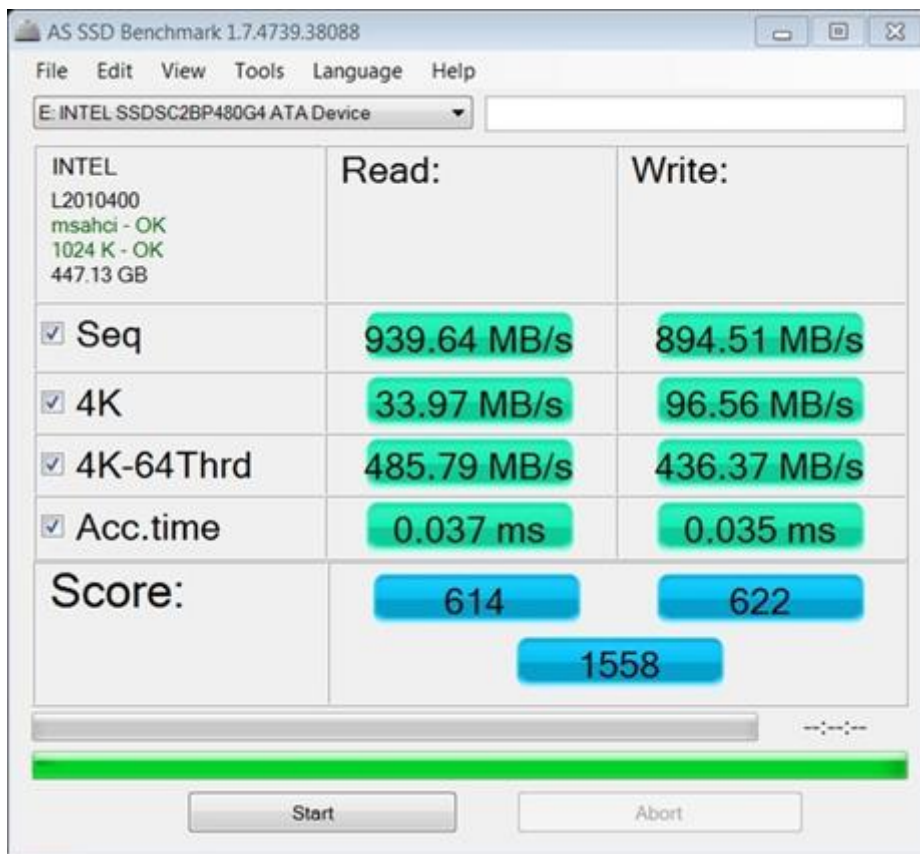 AS SSD Benchmark 1.7.4739.38088
File Edit View Tools Language Help
E: INTEL SSDSC2BP480G4 ATA Device
INTEL
L2010400
msahci - OK
1024 K - OK
447.13 GB
Read: Write:
Seq 939.64 MB/s 894.51 MB/s
4K 33.97 MB/s 96.56 MB/s
4K-64Thrd 485.79 MB/s 436.37 MB/s
Acc.time 0.037 ms 0.035 ms
Score: 614 622
1558
--:--:--
Start Abort